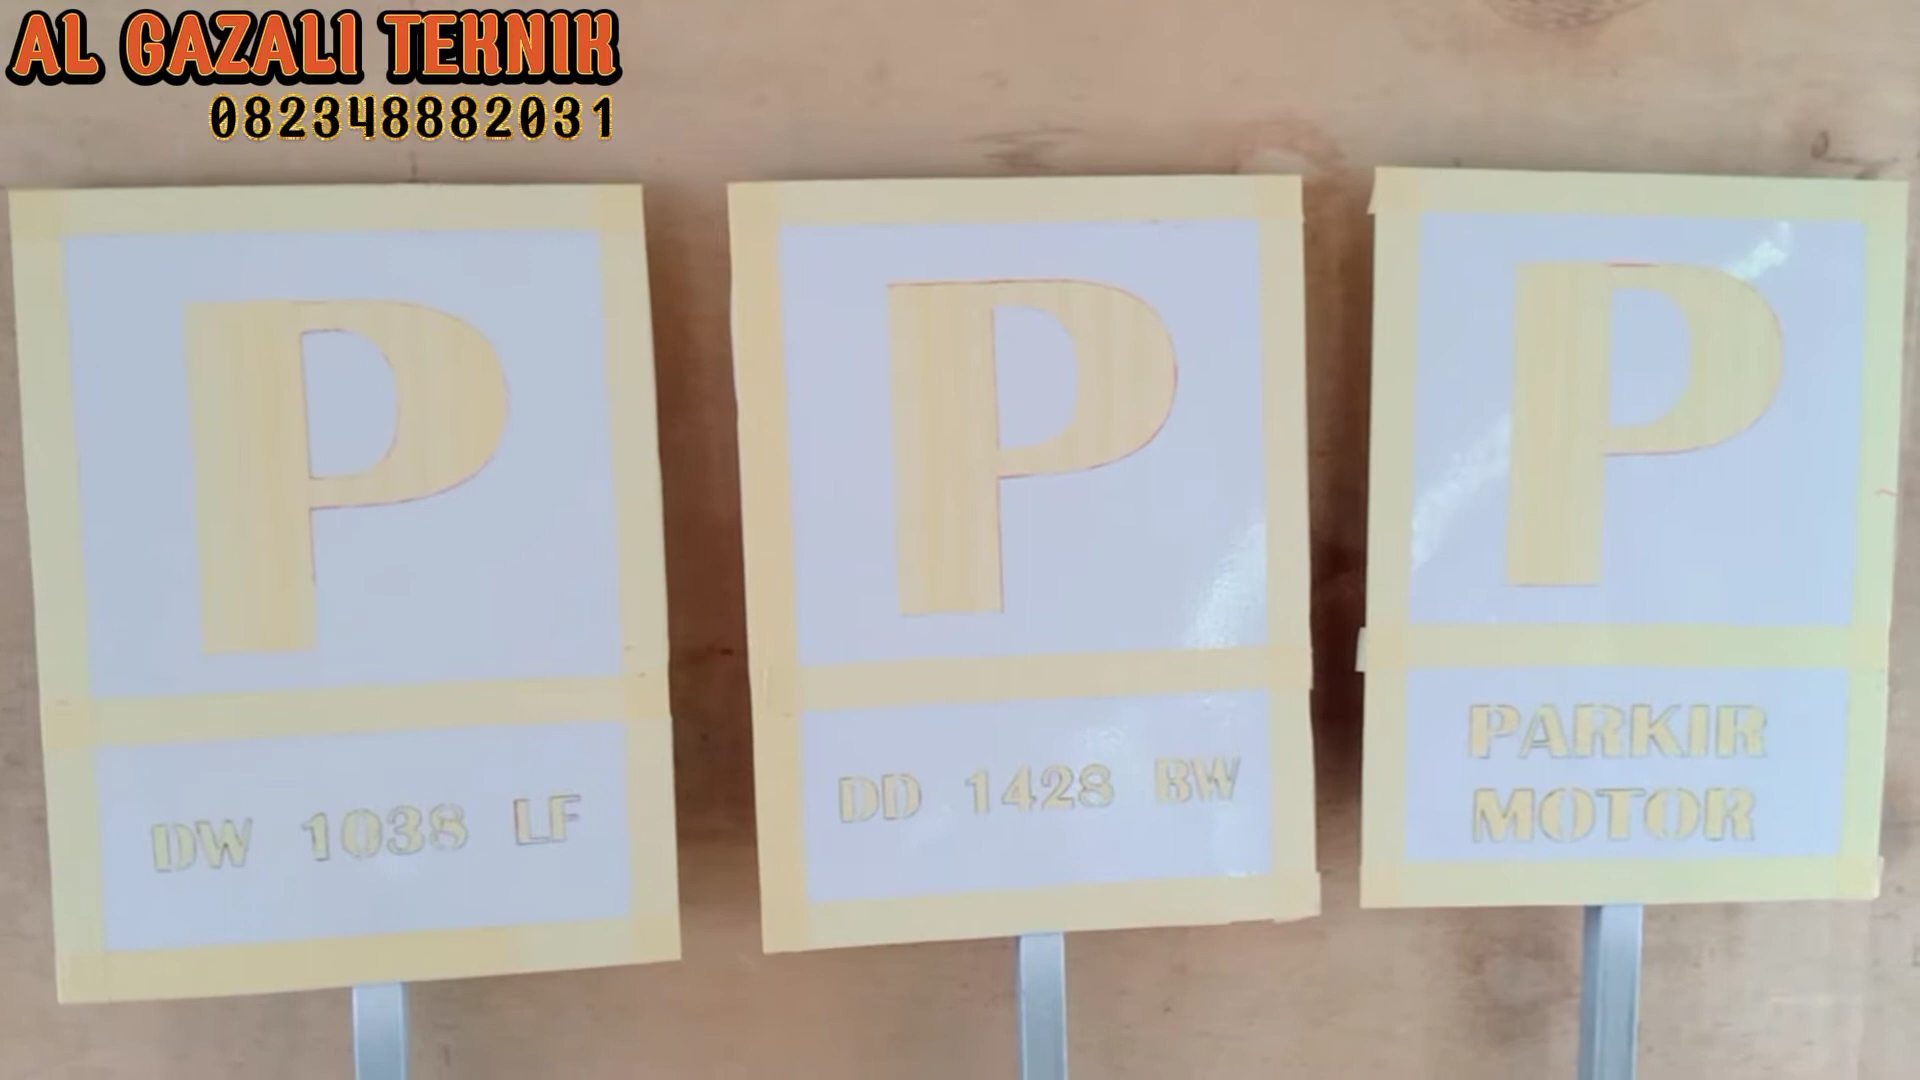 AL GAZALI TEKNIK
082348882031
P
DW 1038 LF
P
DD 1428 BW
P
PARKIR
MOTOR